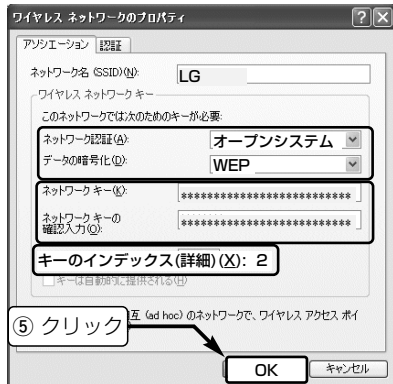 ワイヤレス ネットワークのプロパティ
アソシエーション 認証
ネットワーク名 (SSID)(N): LG
ワイヤレス ネットワーク キー
このネットワークでは次のためのキーが必要:
ネットワーク認証(A): オープンシステム
データの暗号化(D): WEP
ネットワーク キー(K): **************************
ネットワーク キーの
確認入力(O): **************************
キーのインデックス(詳細)(X): 2
キーは自動的に提供される(H)
互 (ad hoc) のネットワークで、ワイヤレス アクセス ポイ
⑤ クリック
OK キャンセル